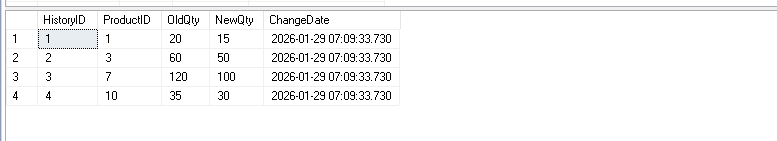 HistoryID ProductID OldQty NewQty ChangeDate
1 1 1 20 15 2026-01-29 07:09:33.730
2 2 3 60 50 2026-01-29 07:09:33.730
3 3 7 120 100 2026-01-29 07:09:33.730
4 4 10 35 30 2026-01-29 07:09:33.730